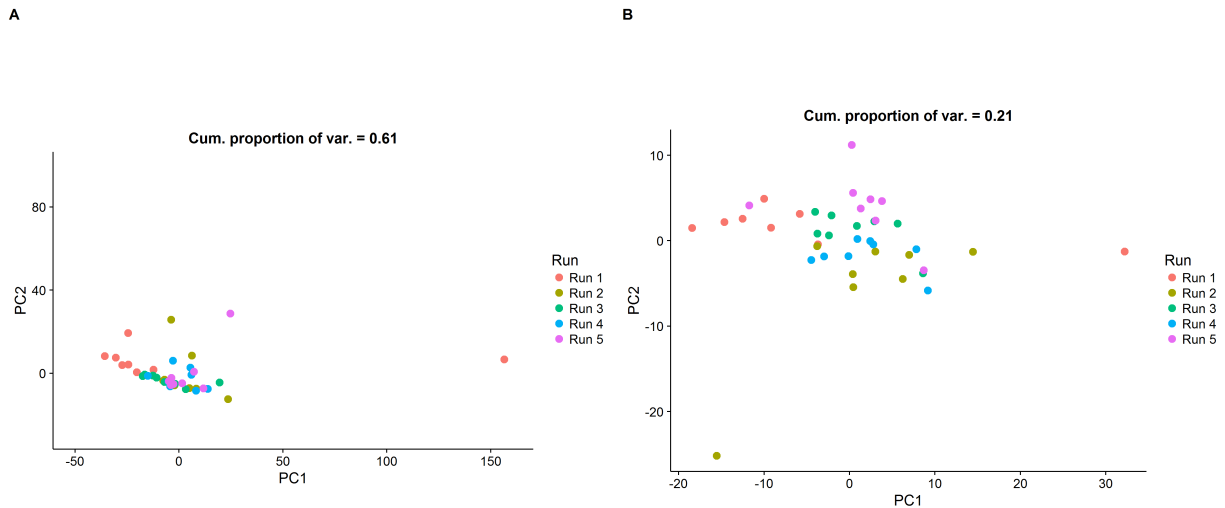 A
Cum. proportion of var. = 0.61
PC2
80
40
0
-50 0 50 100 150
PC1
Run
Run 1
Run 2
Run 3
Run 4
Run 5
B
Cum. proportion of var. = 0.21
PC2
10
0
-10
-20
-20 -10 0 10 20 30
PC1
Run
Run 1
Run 2
Run 3
Run 4
Run 5